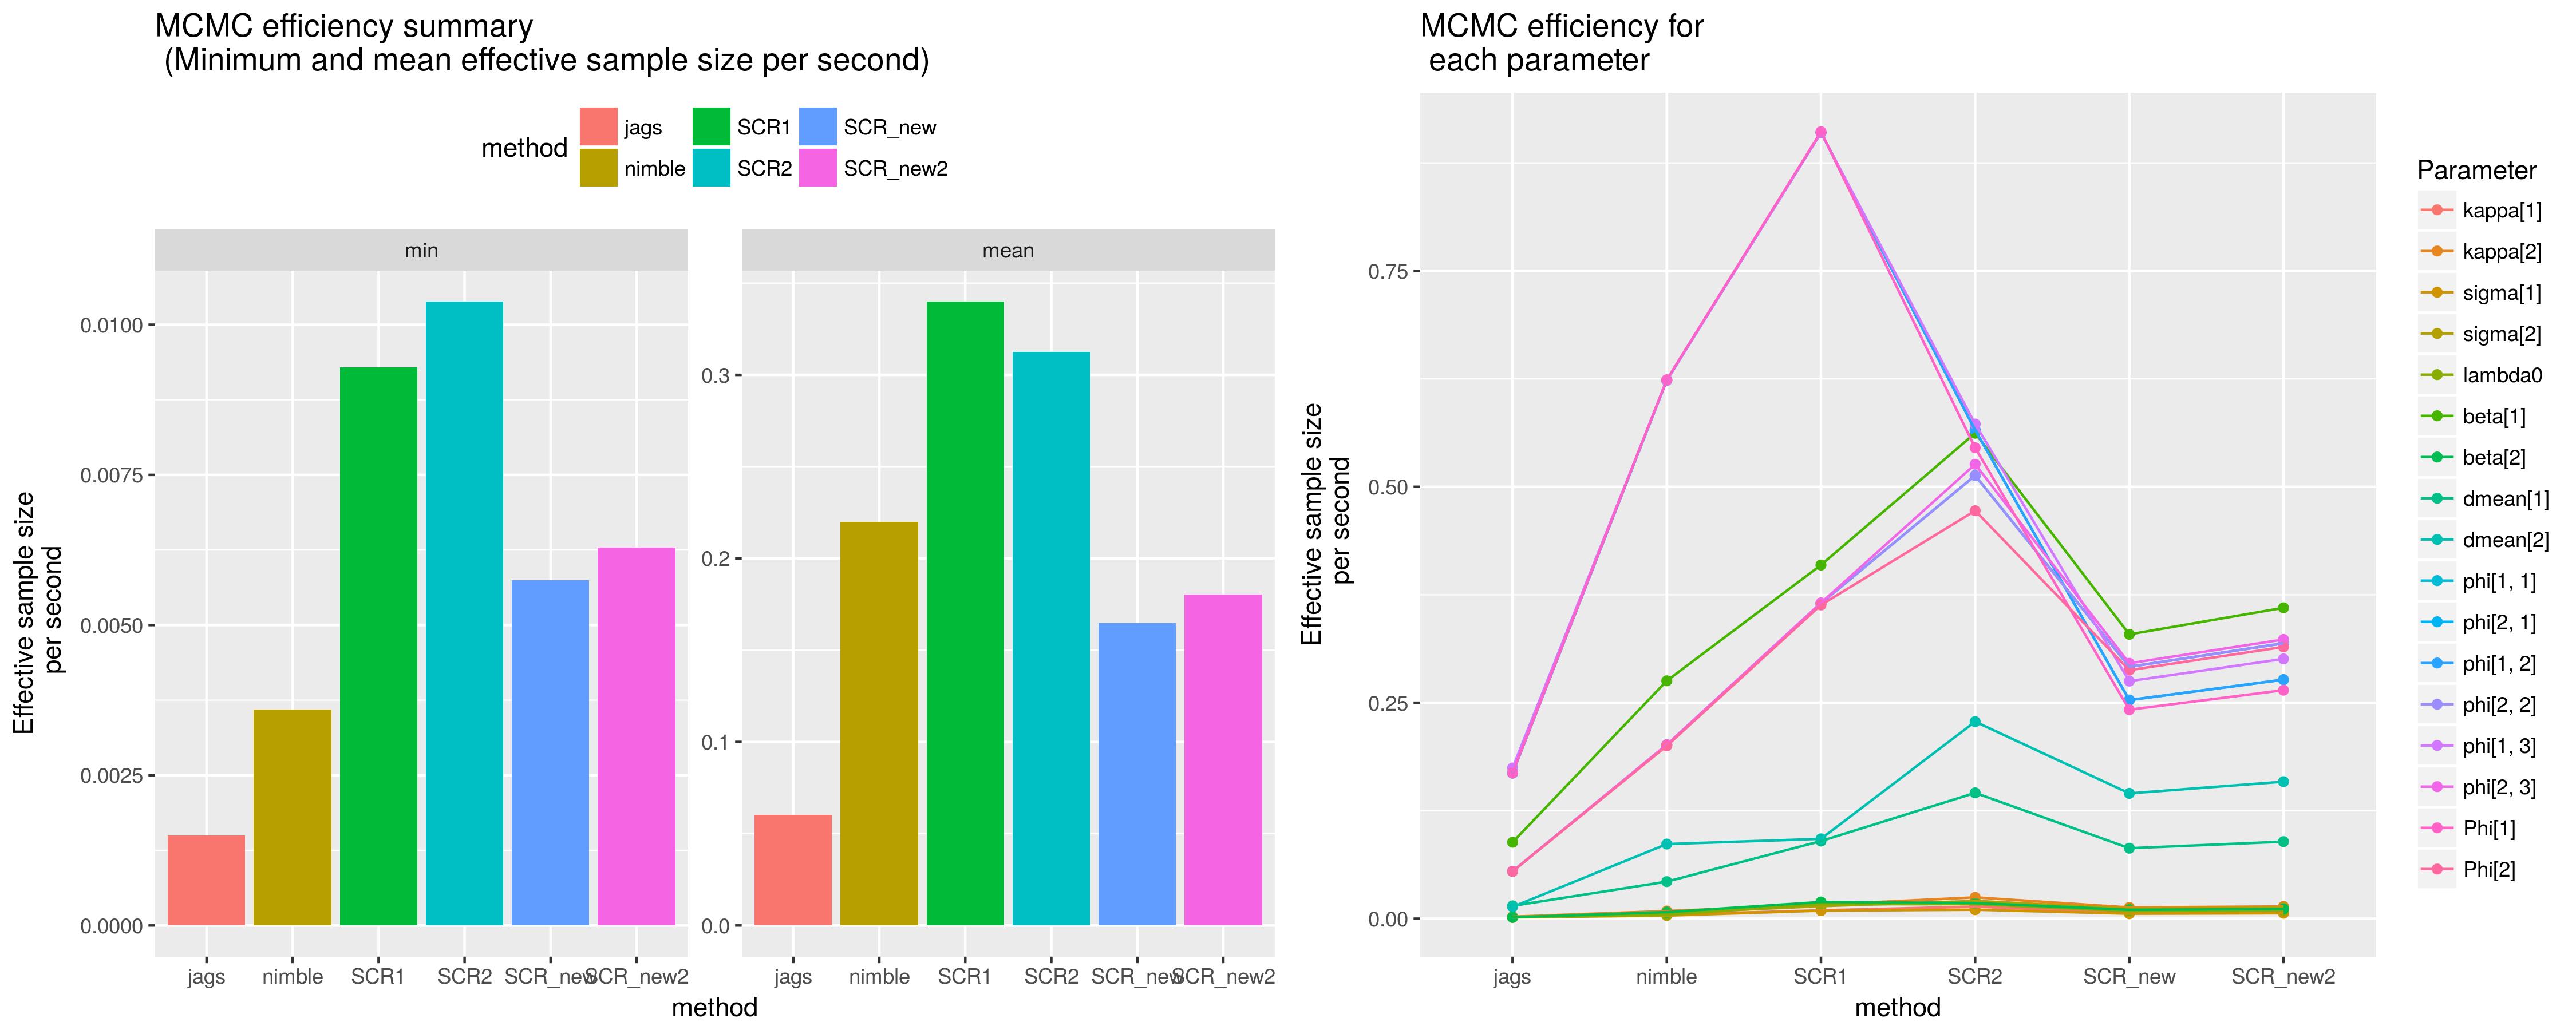 MCMC efficiency summary
(Minimum and mean effective sample size per second)
method
jags
SCR1
SCR_new
nimble
SCR2
SCR_new2
min
mean
Effective sample size
per second
0.0100
0.0075
0.0050
0.0025
0.0000
0.3
0.2
0.1
0.0
jags
nimble
SCR1
SCR2
SCR_new
SCR_new2
jags
nimble
SCR1
SCR2
SCR_new
SCR_new2
method
MCMC efficiency for
each parameter
Effective sample size
per second
0.75
0.50
0.25
0.00
jags
nimble
SCR1
SCR2
SCR_new
SCR_new2
method
Parameter
kappa[1]
kappa[2]
sigma[1]
sigma[2]
lambda0
beta[1]
beta[2]
dmean[1]
dmean[2]
phi[1, 1]
phi[2, 1]
phi[1, 2]
phi[2, 2]
phi[1, 3]
phi[2, 3]
Phi[1]
Phi[2]